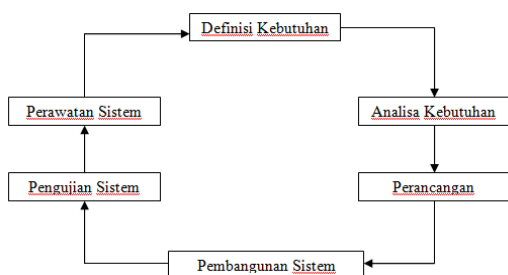 Definisi Kebutuhan
Perawatan Sistem
Analisa Kebutuhan
Pengujian Sistem
Perancangan
Pembangunan Sistem